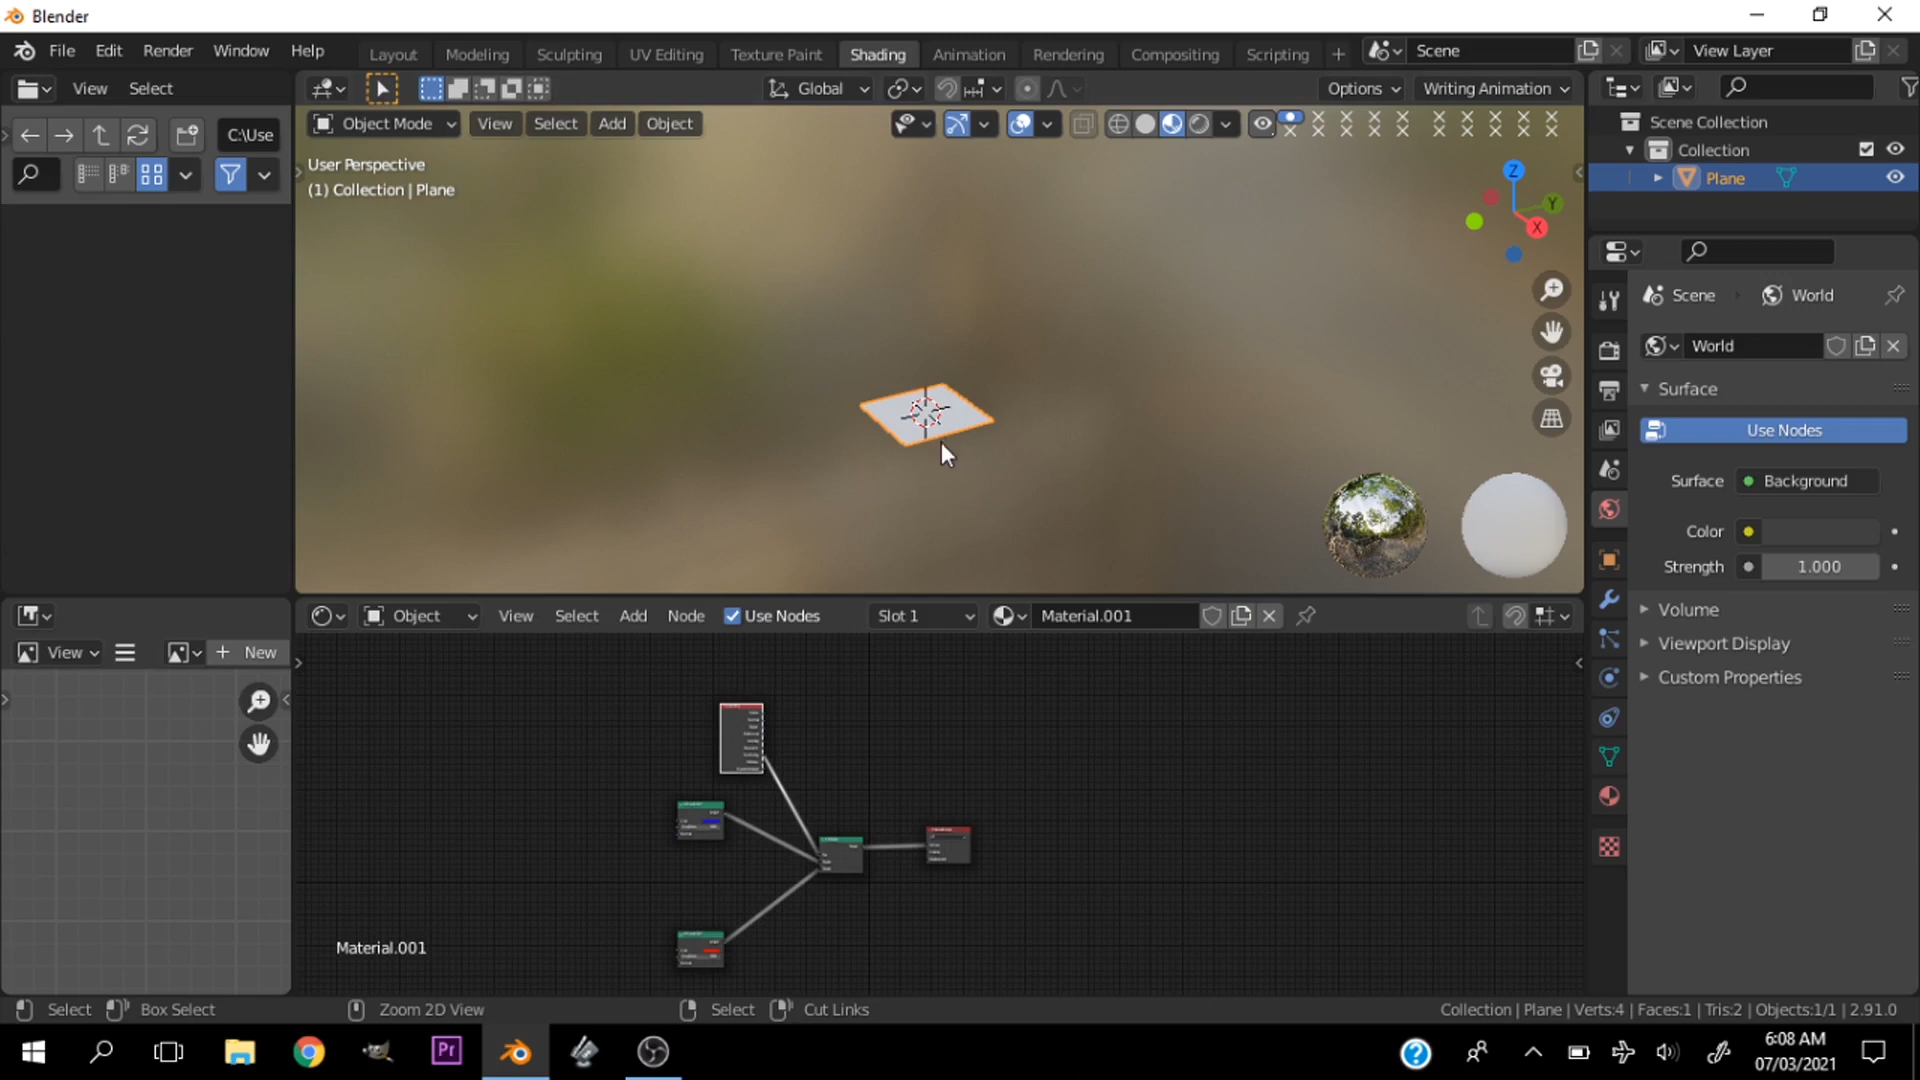 Blender
File Edit Render Window Help
Layout Modeling Sculpting UV Editing Texture Paint Shading Animation Rendering Compositing Scripting +
Scene
View Layer
View Select
Global
Options
Writing Animation
C:\Use
Object Mode View Select Add Object
User Perspective
(1) Collection | Plane
Z
Y
X
Scene Collection
Collection
Plane
Scene World
World
Surface
Use Nodes
Surface Background
Color
Strength 1.000
Volume
Viewport Display
Custom Properties
Object View Select Add Node Use Nodes Slot 1 Material.001
View + New
Material.001
Select Box Select Zoom 2D View Select Cut Links
Collection | Plane | Verts:4 | Faces:1 | Tris:2 | Objects:1/1 | 2.91.0
Pr
6:08 AM
07/03/2021